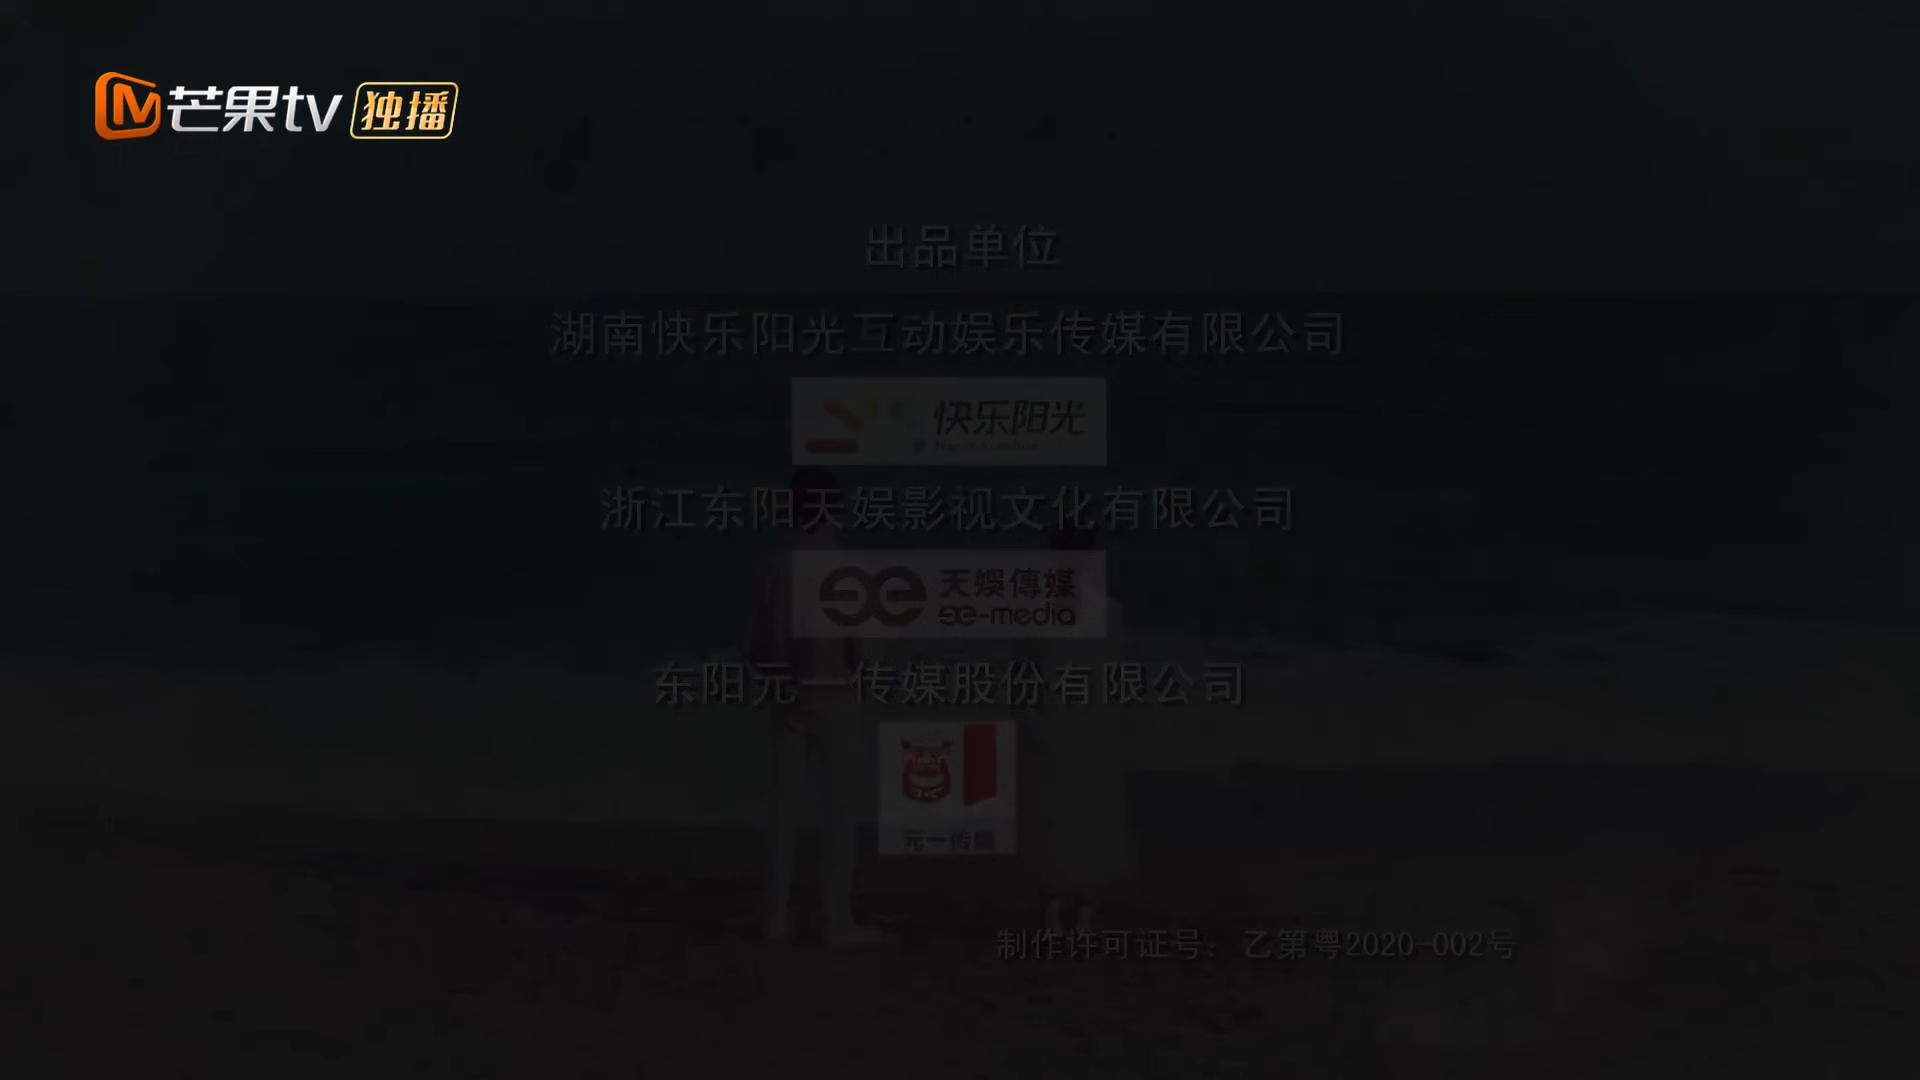 芒果tv 独播
出品单位
湖南快乐阳光互动娱乐传媒有限公司
快乐阳光
浙江东阳天娱影视文化有限公司
天娱傳媒
ee-media
东阳元一传媒股份有限公司
元一传媒
制作许可证号：乙第粤2020-002号